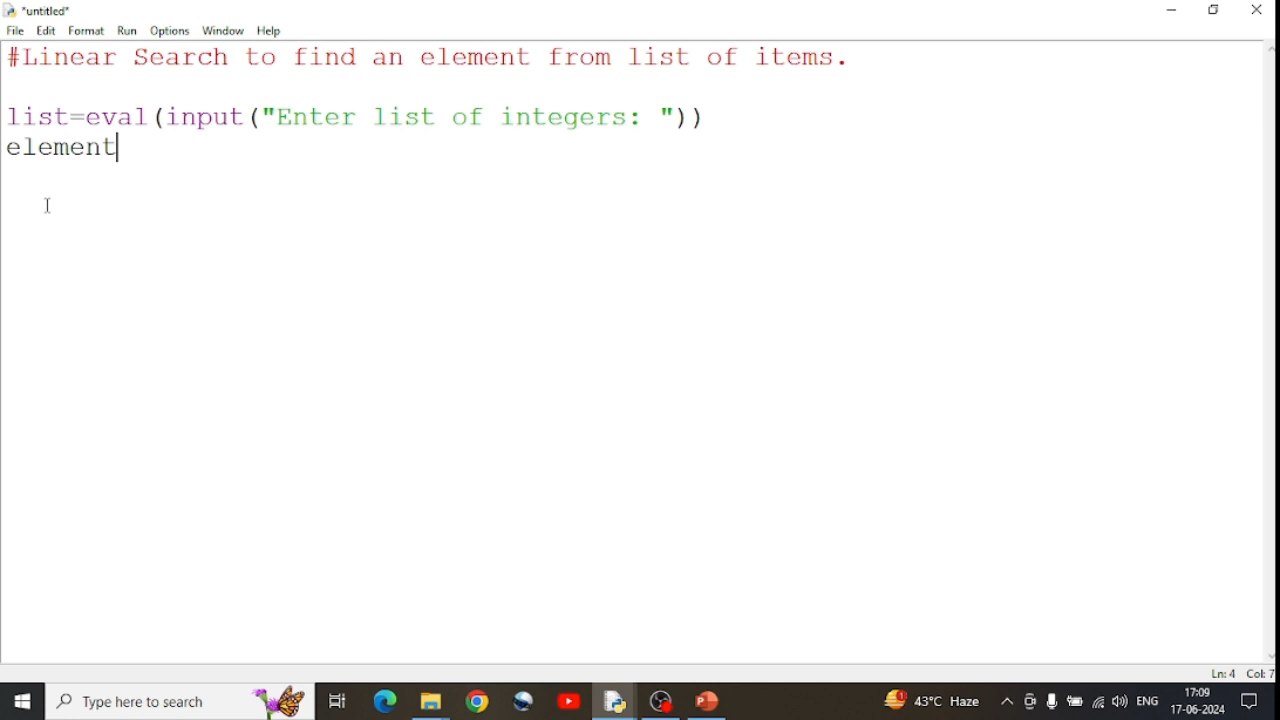 *untitled*
File Edit Format Run Options Window Help
#Linear Search to find an element from list of items.
list=eval(input("Enter list of integers: "))
element
Ln: 4 Col: 7
Type here to search
43°C Haze
ENG
17:09
17-06-2024